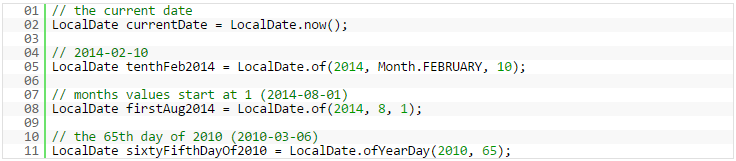 01 // the current date
02 LocalDate currentDate = LocalDate.now();
03
04 // 2014-02-10
05 LocalDate tenthFeb2014 = LocalDate.of(2014, Month.FEBRUARY, 10);
06
07 // months values start at 1 (2014-08-01)
08 LocalDate firstAug2014 = LocalDate.of(2014, 8, 1);
09
10 // the 65th day of 2010 (2010-03-06)
11 LocalDate sixtyFifthDayOf2010 = LocalDate.ofYearDay(2010, 65);